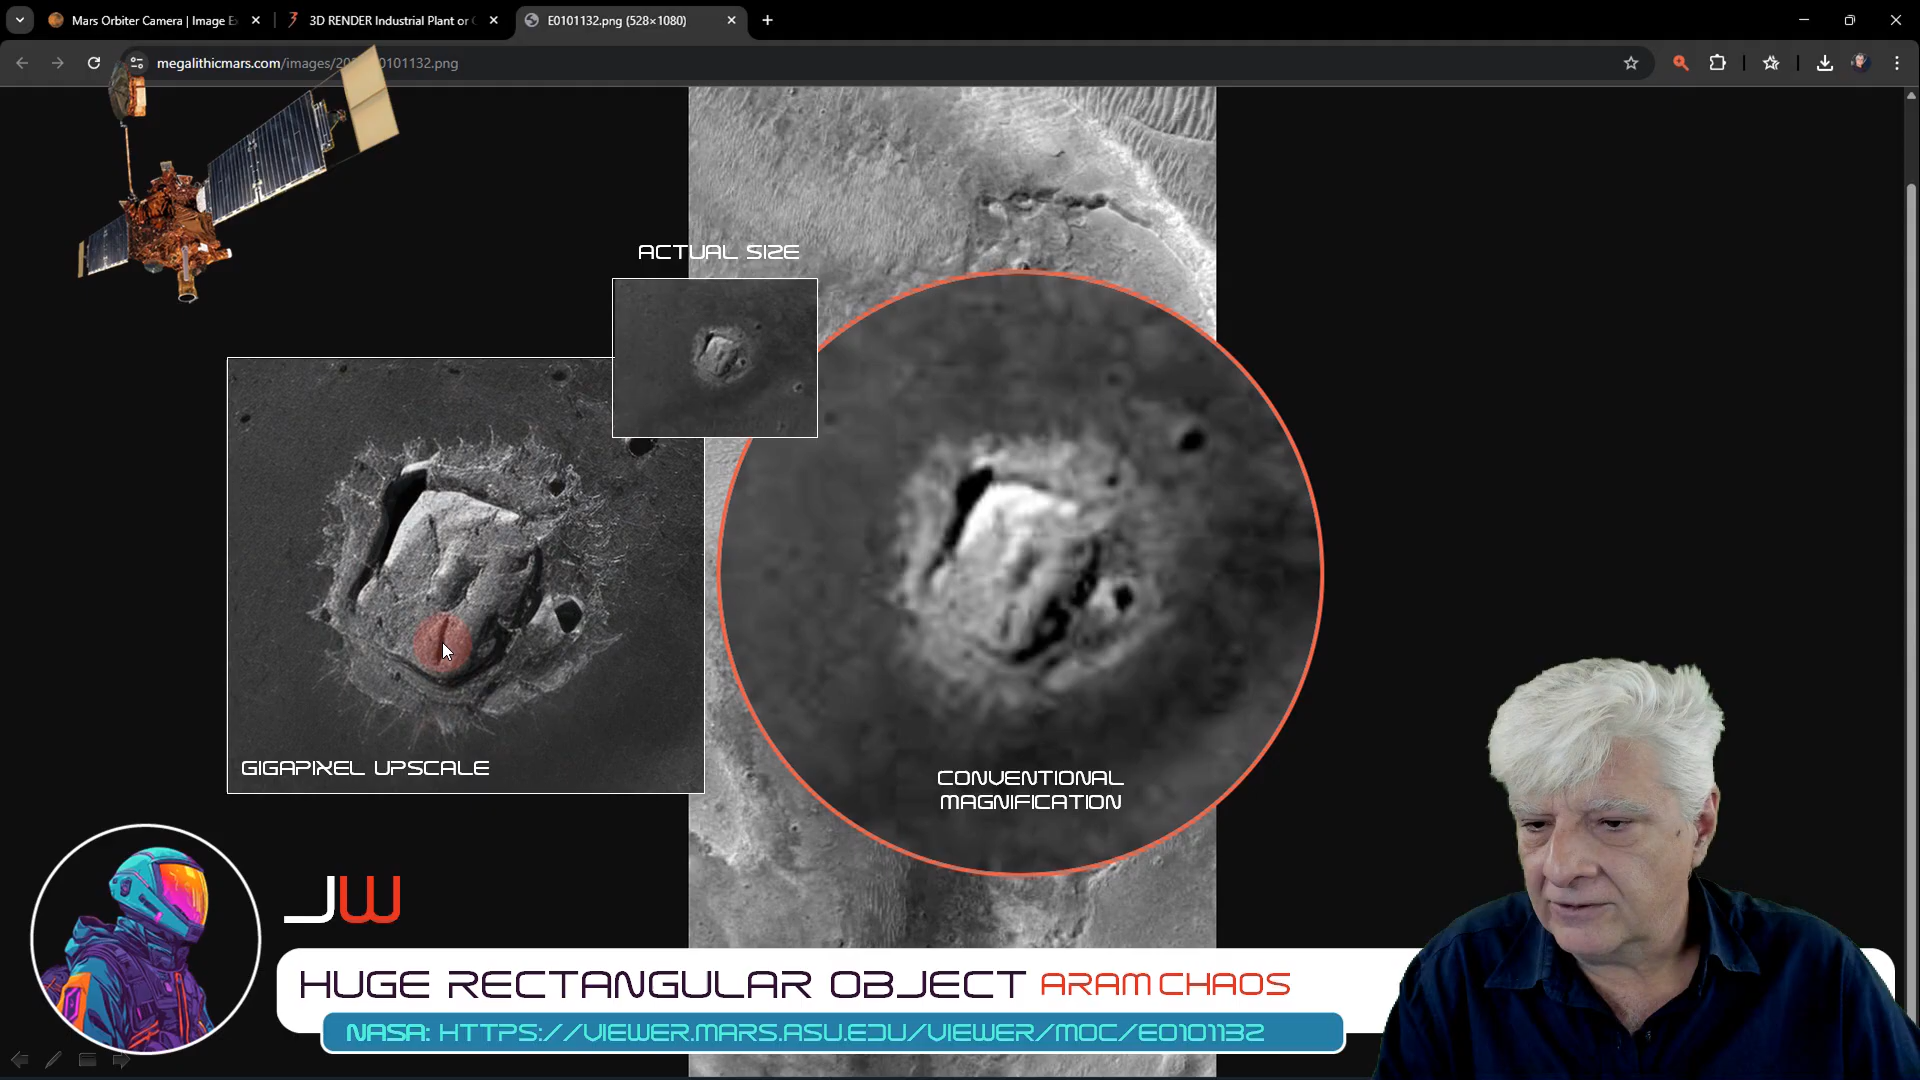 Mars Orbiter Camera | Image E
3D RENDER Industrial Plant or
E0101132.png (528×1080)
megalithicmars.com/images/20 0101132.png
ACTUAL SIZE
GIGAPIXEL UPSCALE
CONVENTIONAL
MAGNIFICATION
JW
HUGE RECTANGULAR OBJECT ARAM CHAOS
NASA: HTTPS://VIEWER.MARS.ASU.EDU/VIEWER/MOC/E0101132